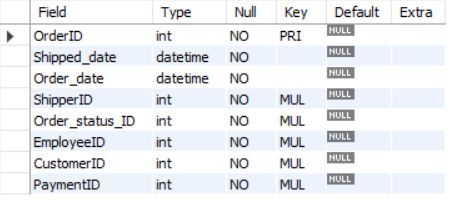 Field Type Null Key Default Extra
OrderID int NO PRI NULL
Shipped_date datetime NO NULL
Order_date datetime NO NULL
ShipperID int NO MUL NULL
Order_status_ID int NO MUL NULL
EmployeeID int NO MUL NULL
CustomerID int NO MUL NULL
PaymentID int NO MUL NULL